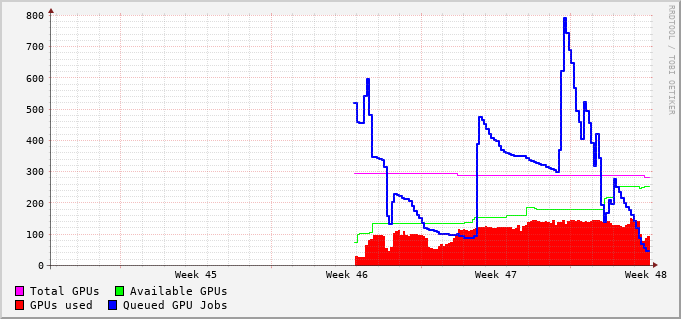 800
700
600
500
400
300
200
100
0
Week 45 Week 46 Week 47 Week 48
Total GPUs Available GPUs
GPUs used Queued GPU Jobs
RRDTOOL / TOBI OETIKER